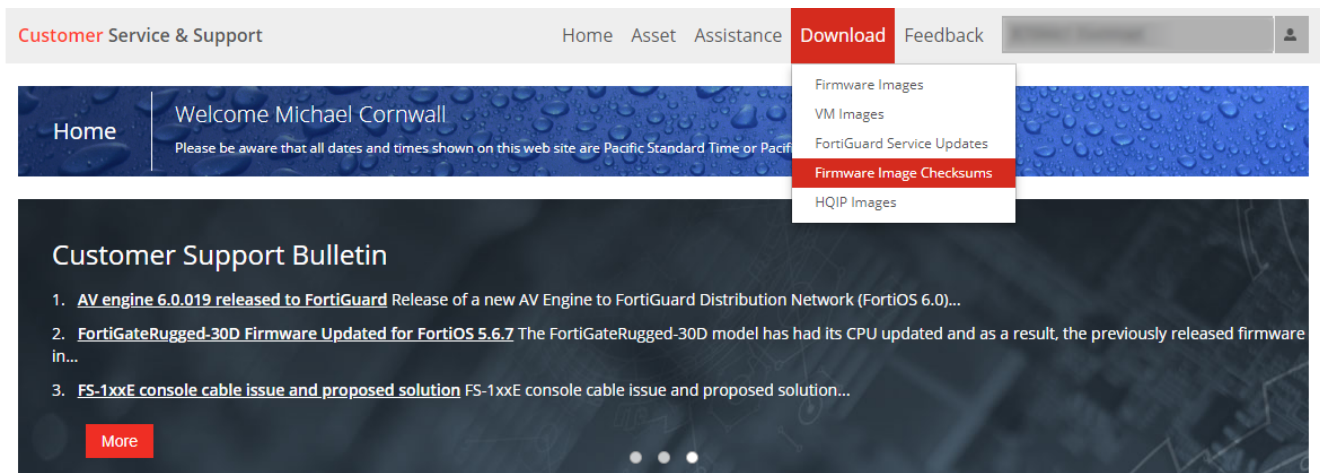 Customer Service & Support
Home Asset Assistance Download Feedback
Firmware Images
VM Images
FortiGuard Service Updates
Firmware Image Checksums
HQIP Images
Home
Welcome Michael Cornwall
Please be aware that all dates and times shown on this web site are Pacific Standard Time or Pacif
Customer Support Bulletin
1. AV engine 6.0.019 released to FortiGuard Release of a new AV Engine to FortiGuard Distribution Network (FortiOS 6.0)...
2. FortiGateRugged-30D Firmware Updated for FortiOS 5.6.7 The FortiGateRugged-30D model has had its CPU updated and as a result, the previously released firmware
in...
3. FS-1xxE console cable issue and proposed solution FS-1xxE console cable issue and proposed solution...
More